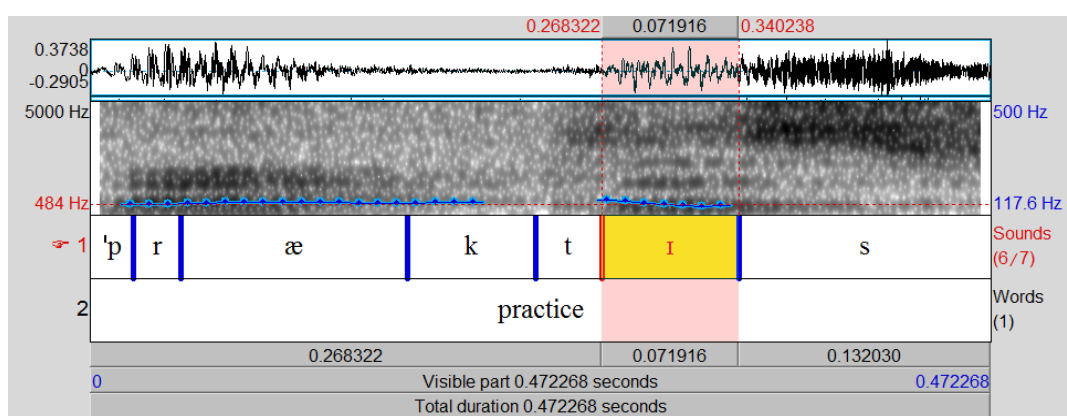 0.268322 0.071916 0.340238
0.3738
0
-0.2905
5000 Hz 500 Hz
484 Hz 117.6 Hz
☞ 1 ˈp r æ k t ɪ s Sounds
(6/7)
2 practice Words
(1)
0.268322 0.071916 0.132030
0 Visible part 0.472268 seconds 0.472268
Total duration 0.472268 seconds